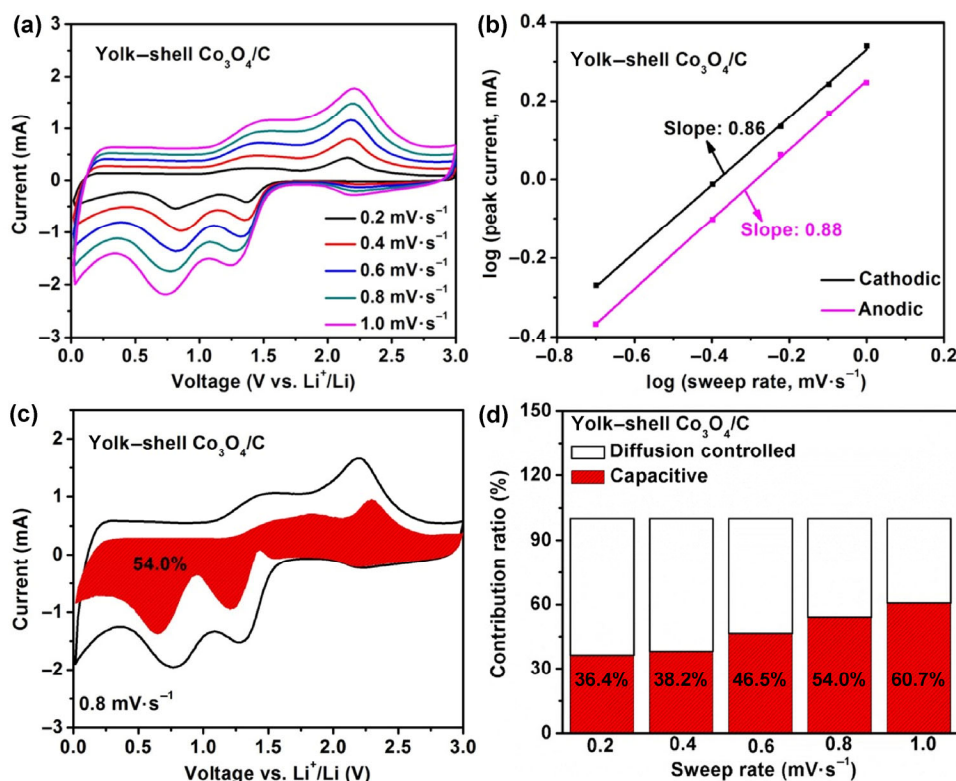 (a)
3
2
1
0
−1
−2
−3
Current (mA)
Yolk–shell Co₃O₄/C
0.2 mV·s⁻¹
0.4 mV·s⁻¹
0.6 mV·s⁻¹
0.8 mV·s⁻¹
1.0 mV·s⁻¹
0.0 0.5 1.0 1.5 2.0 2.5 3.0
Voltage (V vs. Li⁺/Li)
(b)
0.4
0.2
0.0
−0.2
−0.4
log (peak current, mA)
Yolk–shell Co₃O₄/C
Slope: 0.86
Slope: 0.88
Cathodic
Anodic
−0.8 −0.6 −0.4 −0.2 0.0 0.2
log (sweep rate, mV·s⁻¹)
(c)
2
1
0
−1
−2
Current (mA)
Yolk–shell Co₃O₄/C
54.0%
0.8 mV·s⁻¹
0.0 0.5 1.0 1.5 2.0 2.5 3.0
Voltage vs. Li⁺/Li (V)
(d)
150
120
90
60
30
0
Contribution ratio (%)
Yolk–shell Co₃O₄/C
Diffusion controlled
Capacitive
36.4% 38.2% 46.5% 54.0% 60.7%
0.2 0.4 0.6 0.8 1.0
Sweep rate (mV·s⁻¹)